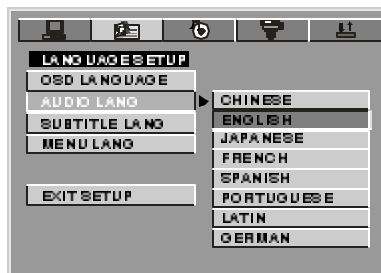 LANGUAGE SETUP
OSD LANGUAGE
AUDIO LANG
SUBTITLE LANG
MENU LANG
EXIT SETUP
CHINESE
ENGLISH
JAPANESE
FRENCH
SPANISH
PORTUGUESE
LATIN
GERMAN